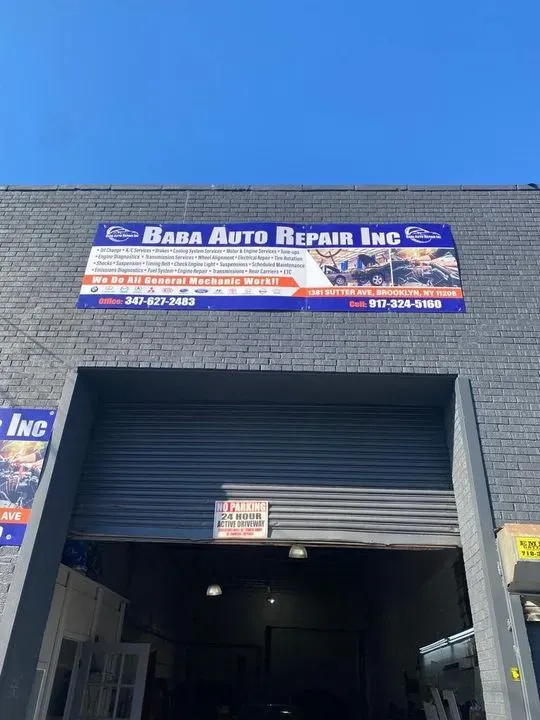 BABA AUTO REPAIR INC
• Oil Change • A/C Services • Brakes • Cooling System Services • Motor & Engine Services • Tune-ups
• Engine Diagnostics • Transmission Services • Wheel Alignment • Electrical Repair • Tire Rotation
• Shocks • Suspension • Timing Belt • Check Engine Light • Suspensions • Scheduled Maintenance
• Emissions Diagnostics • Fuel System • Engine Repair • Transmissions • Rear Carriers • ETC
We Do All General Mechanic Work!!
1381 SUTTER AVE, BROOKLYN, NY 11208
Office: 347-627-2483
Cell: 917-324-5160
INC
AVE
NO PARKING
24 HOUR
ACTIVE DRIVEWAY